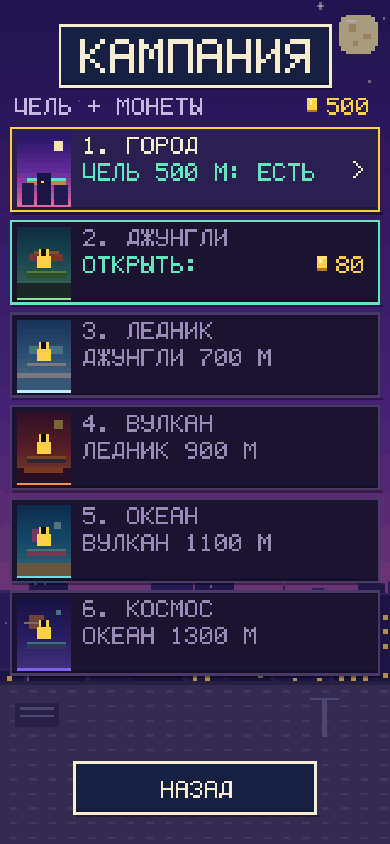 КАМПАНИЯ
ЦЕЛЬ + МОНЕТЫ 500
1. ГОРОД
ЦЕЛЬ 500 М: ЕСТЬ >
2. ДЖУНГЛИ
ОТКРЫТЬ: 80
3. ЛЕДНИК
ДЖУНГЛИ 700 М
4. ВУЛКАН
ЛЕДНИК 900 М
5. ОКЕАН
ВУЛКАН 1100 М
6. КОСМОС
ОКЕАН 1300 М
НАЗАД